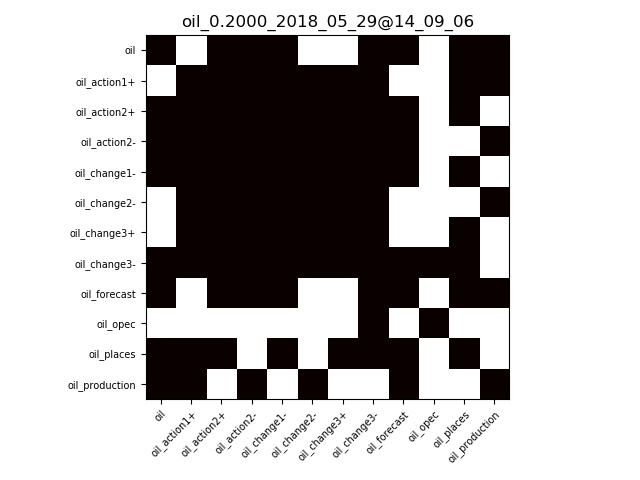 oil_0.2000_2018_05_29@14_09_06
oil
oil_action1+
oil_action2+
oil_action2-
oil_change1-
oil_change2-
oil_change3+
oil_change3-
oil_forecast
oil_opec
oil_places
oil_production
oil
oil_action1+
oil_action2+
oil_action2-
oil_change1-
oil_change2-
oil_change3+
oil_change3-
oil_forecast
oil_opec
oil_places
oil_production